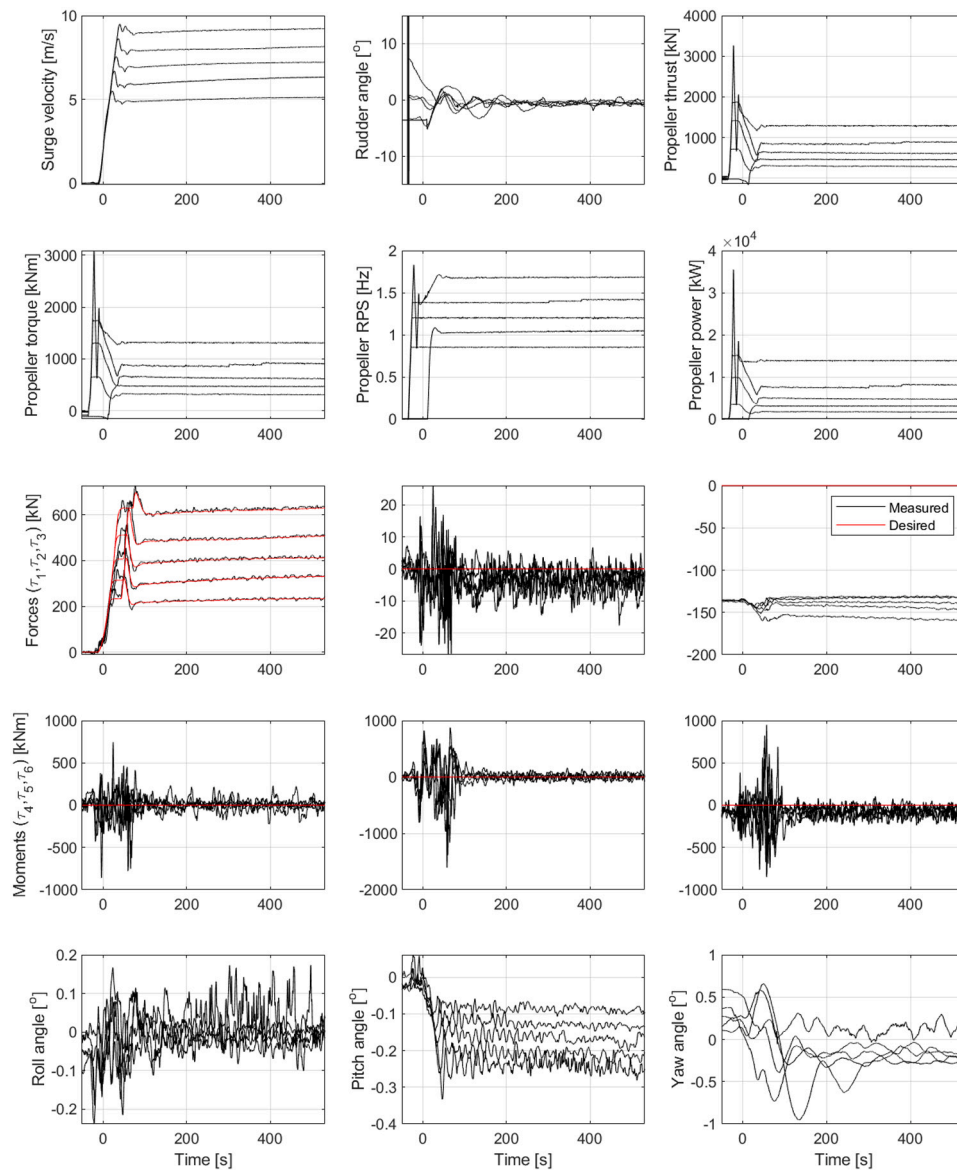 Surge velocity [m/s]
10
5
0
0 200 400
Rudder angle [°]
10
0
-10
0 200 400
Propeller thrust [kN]
4000
3000
2000
1000
0
0 200 400
Propeller torque [kNm]
3000
2000
1000
0
0 200 400
Propeller RPS [Hz]
2
1.5
1
0.5
0
0 200 400
×10⁴
Propeller power [kW]
4
3
2
1
0
0 200 400
Forces (τ₁,τ₂,τ₃) [kN]
600
400
200
0
0 200 400
20
10
0
-10
-20
0 200 400
0
-50
-100
-150
-200
Measured
Desired
0 200 400
Moments (τ₄,τ₅,τ₆) [kNm]
1000
500
0
-500
-1000
0 200 400
1000
0
-1000
-2000
0 200 400
1000
500
0
-500
-1000
0 200 400
Roll angle [°]
0.2
0.1
0
-0.1
-0.2
0 200 400
Time [s]
Pitch angle [°]
0
-0.1
-0.2
-0.3
-0.4
0 200 400
Time [s]
Yaw angle [°]
1
0.5
0
-0.5
-1
0 200 400
Time [s]